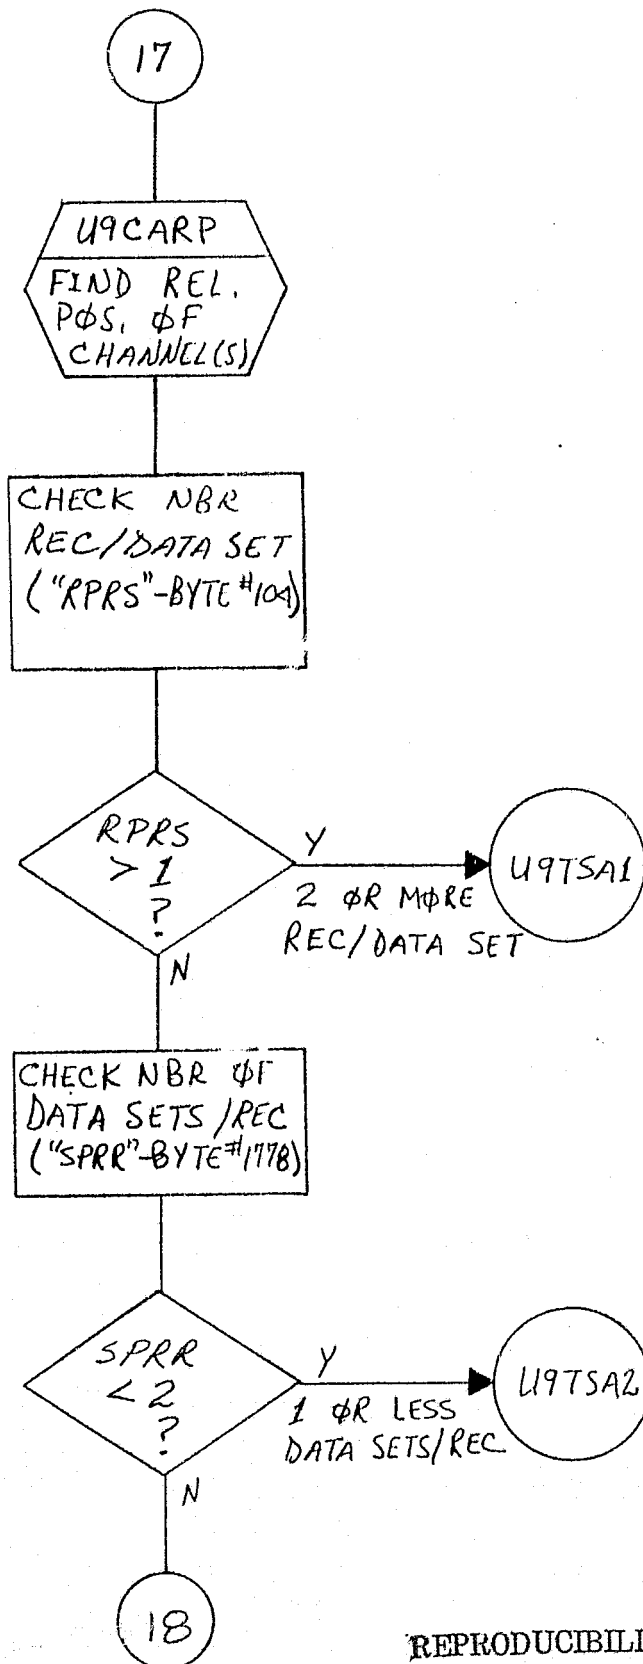 17
U9CARP
FIND REL.
PØS. ØF
CHANNEL(S)
CHECK NBR
REC/DATA SET
("RPRS"-BYTE #104)
RPRS
> 1
?
Y
2 ØR MØRE
REC/DATA SET
U9TSA1
N
CHECK NBR ØF
DATA SETS/REC
("SPRR"-BYTE #1778)
SPRR
< 2
?
Y
1 ØR LESS
DATA SETS/REC
U9TSA2
N
18
REPRODUCIBILI